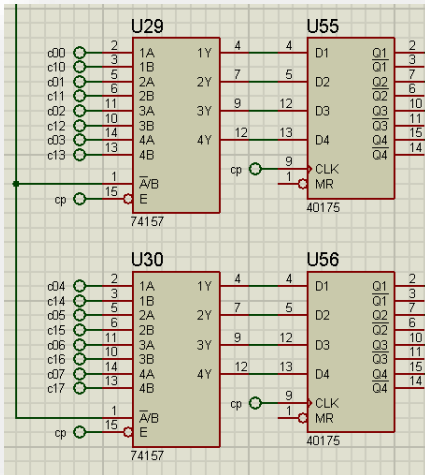 U29 U55
c00 2 1A 1Y 4 4 D1 Q1 2
c10 3 1B Q1 3
c01 5 2A 2Y 7 5 D2 Q2 7
c11 6 2B Q2 6
c02 11 3A 3Y 9 12 D3 Q3 10
c12 10 3B Q3 11
c03 14 4A 4Y 12 13 D4 Q4 15
c13 13 4B Q4 14
cp 9 CLK
1 A/B 1 MR
cp 15 E
74157 40175
U30 U56
c04 2 1A 1Y 4 4 D1 Q1 2
c14 3 1B Q1 3
c05 5 2A 2Y 7 5 D2 Q2 7
c15 6 2B Q2 6
c06 11 3A 3Y 9 12 D3 Q3 10
c16 10 3B Q3 11
c07 14 4A 4Y 12 13 D4 Q4 15
c17 13 4B Q4 14
cp 9 CLK
1 A/B 1 MR
cp 15 E
74157 40175